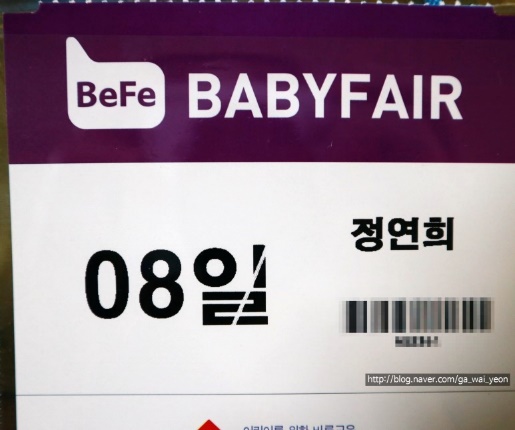 BeFe BABYFAIR
08일
정연희
http://blog.naver.com/ga_wai_yeon